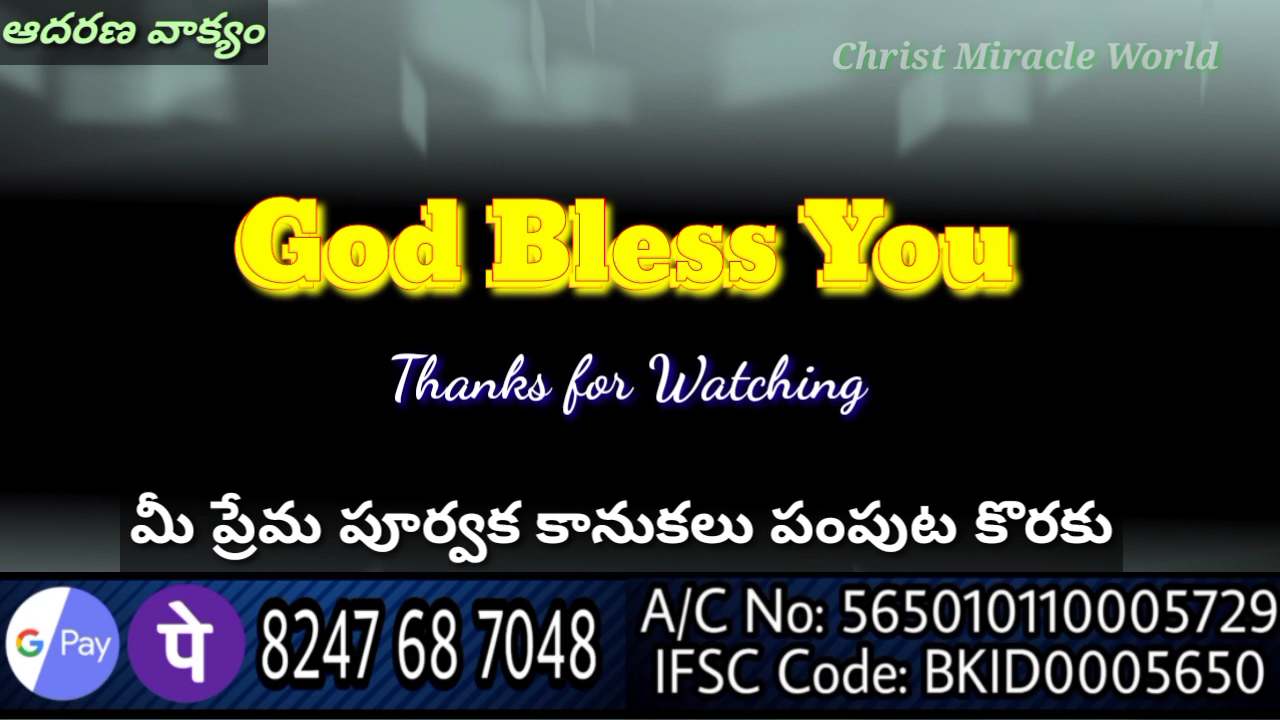 ఆదరణ వాక్యం
Christ Miracle World
God Bless You
Thanks for Watching
మీ ప్రేమ పూర్వక కానుకలు పంపుట కొరకు
G Pay
पे
8247 68 7048
A/C No: 565010110005729
IFSC Code: BKID0005650